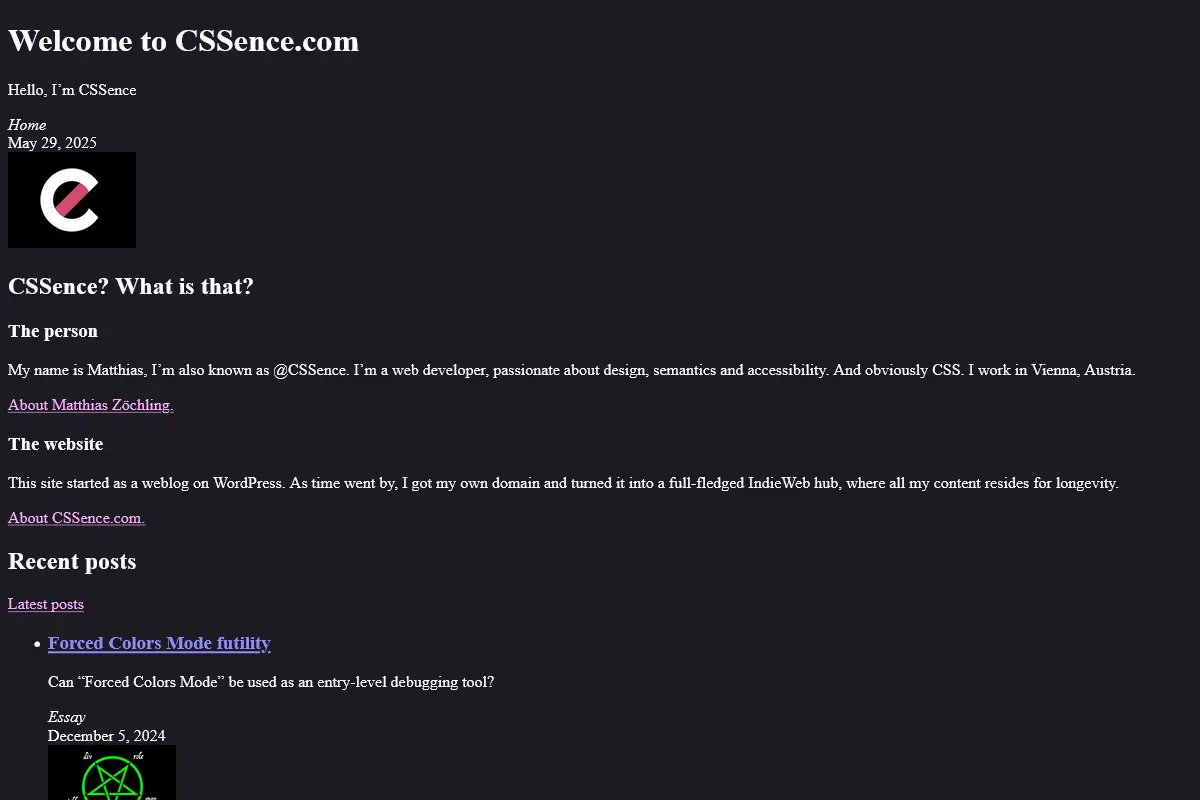 Welcome to CSSence.com
Hello, I’m CSSence
Home
May 29, 2025
CSSence? What is that?
The person
My name is Matthias, I’m also known as @CSSence. I’m a web developer, passionate about design, semantics and accessibility. And obviously CSS. I work in Vienna, Austria.
About Matthias Zöchling.
The website
This site started as a weblog on WordPress. As time went by, I got my own domain and turned it into a full-fledged IndieWeb hub, where all my content resides for longevity.
About CSSence.com.
Recent posts
Latest posts
Forced Colors Mode futility
Can “Forced Colors Mode” be used as an entry-level debugging tool?
Essay
December 5, 2024
div role